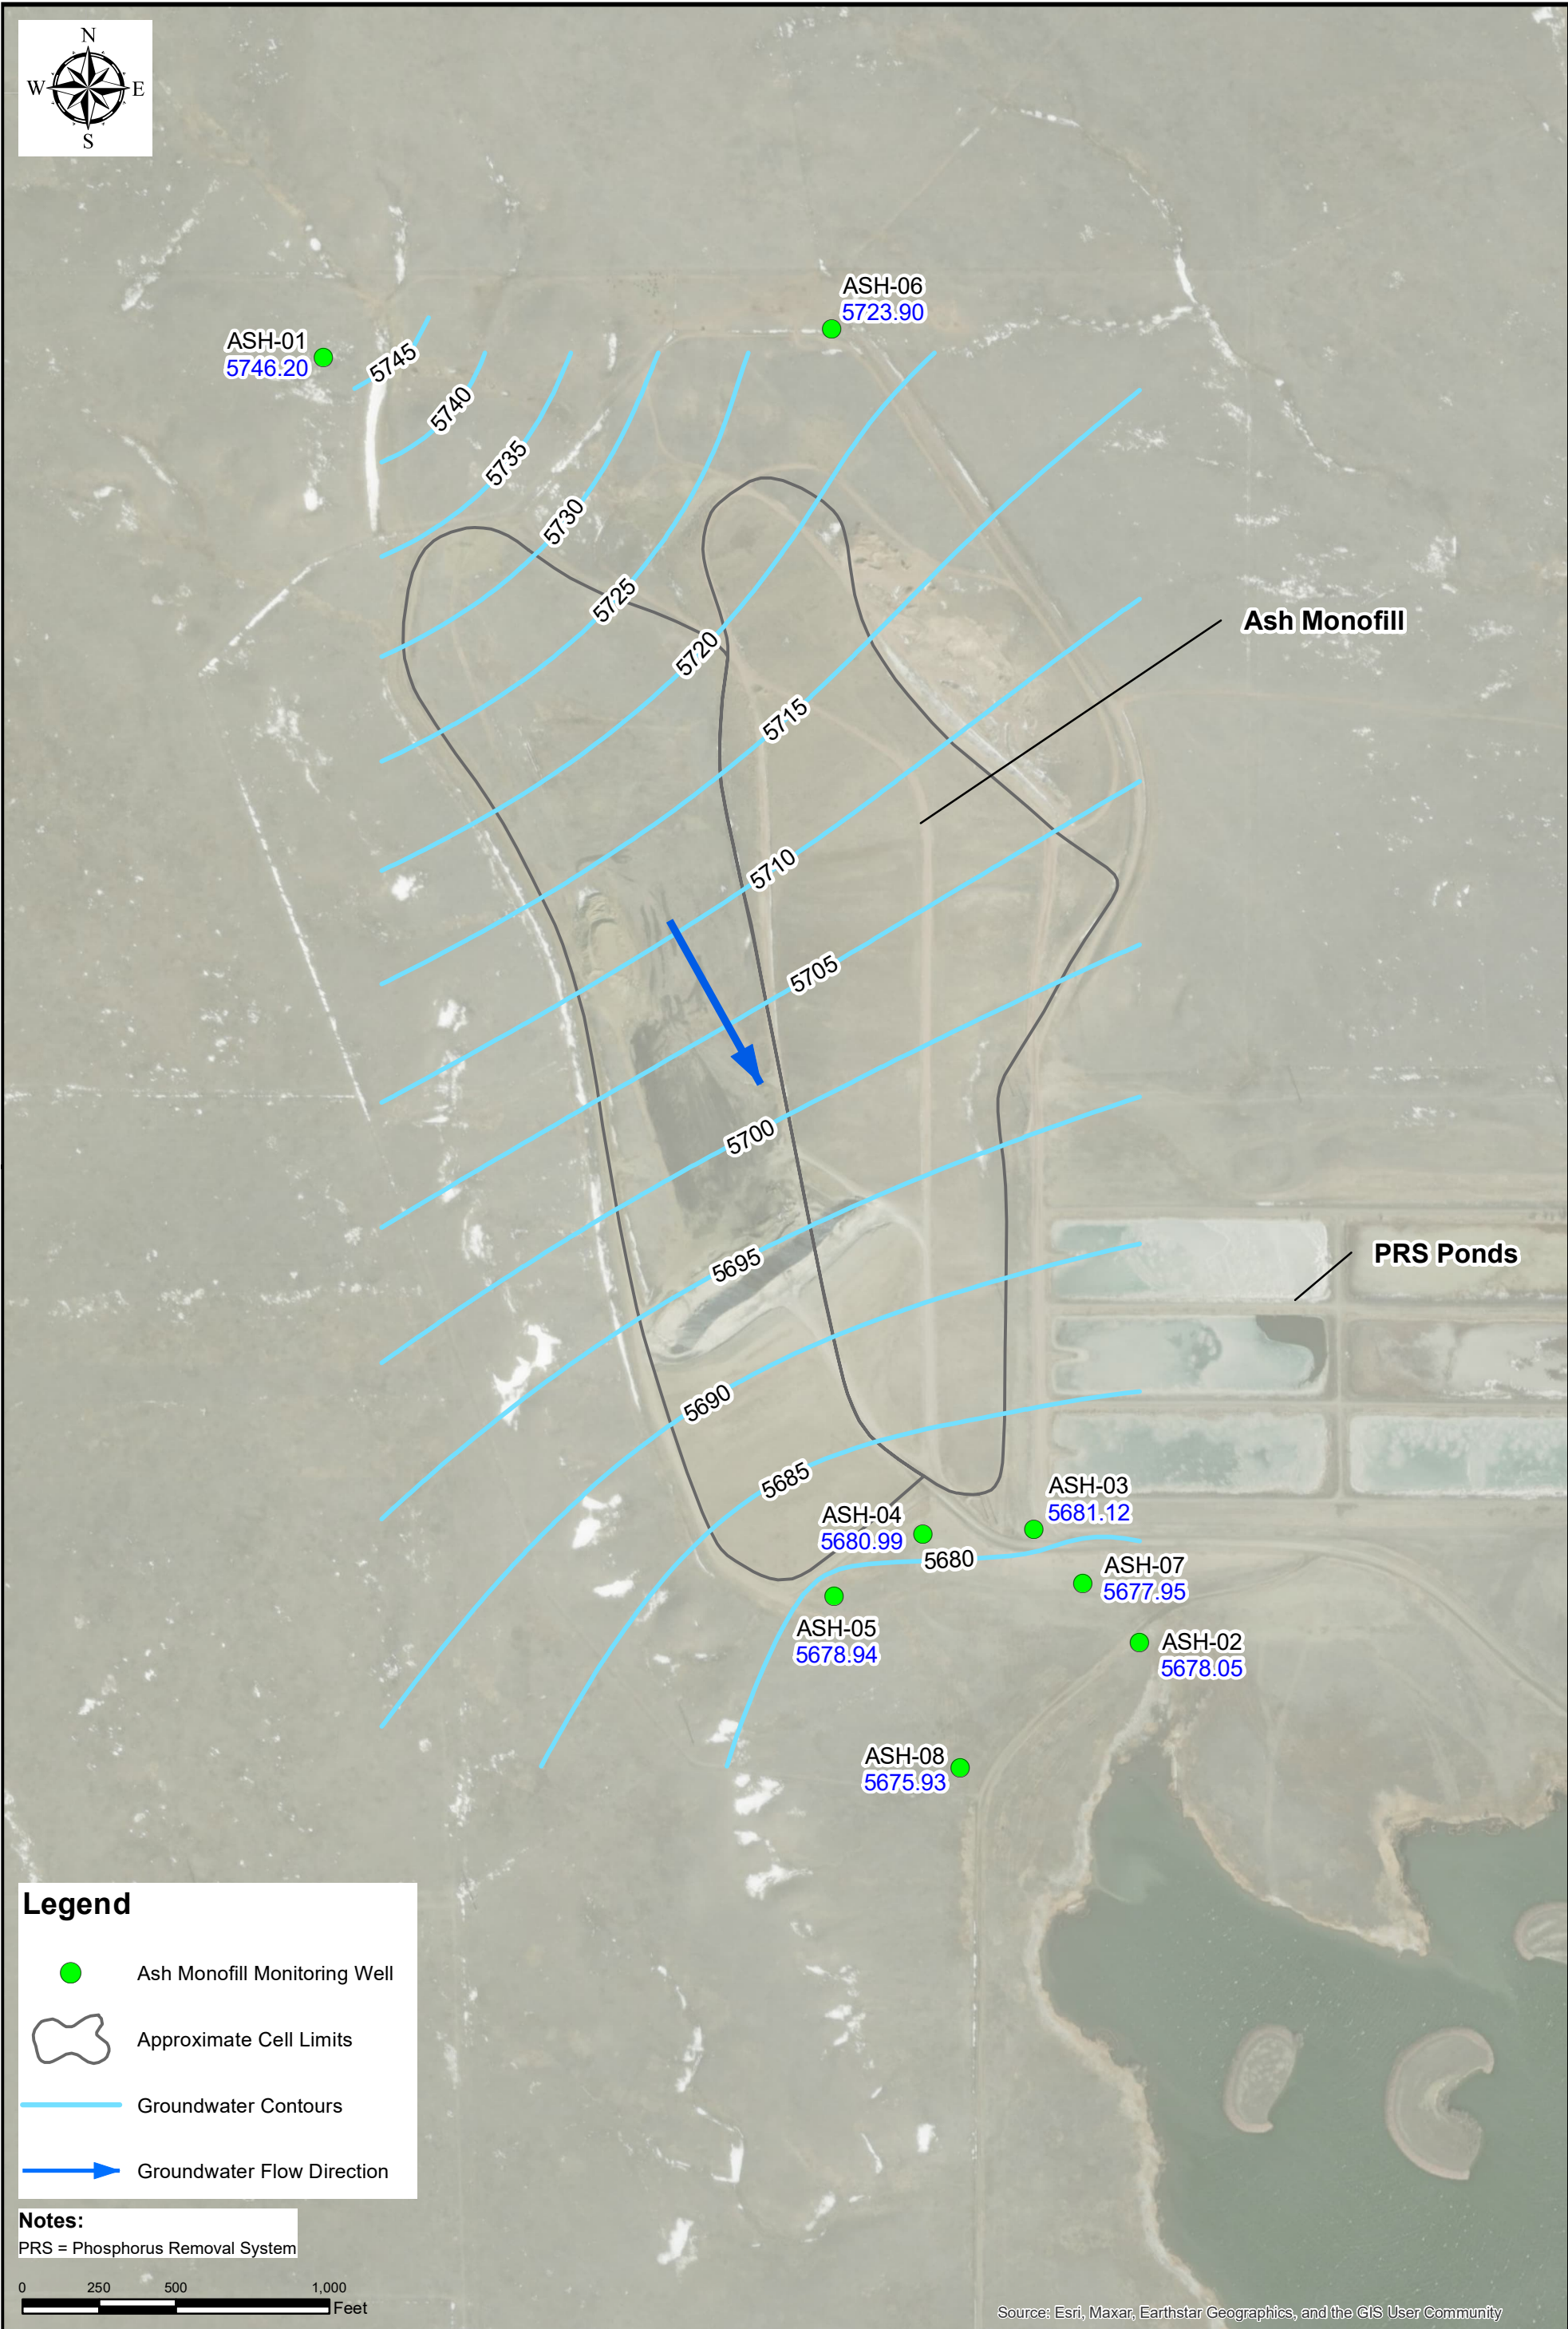 N
W E
S
ASH-06
5723.90
ASH-01
5746.20
5745
5740
5735
5730
5725
5720
5715
5710
5705
5700
5695
5690
5685
5680
Ash Monofill
PRS Ponds
ASH-03
5681.12
ASH-04
5680.99
ASH-07
5677.95
ASH-05
5678.94
ASH-02
5678.05
ASH-08
5675.93
Legend
Ash Monofill Monitoring Well
Approximate Cell Limits
Groundwater Contours
Groundwater Flow Direction
Notes:
PRS = Phosphorus Removal System
0 250 500 1,000
Feet
Source: Esri, Maxar, Earthstar Geographics, and the GIS User Community